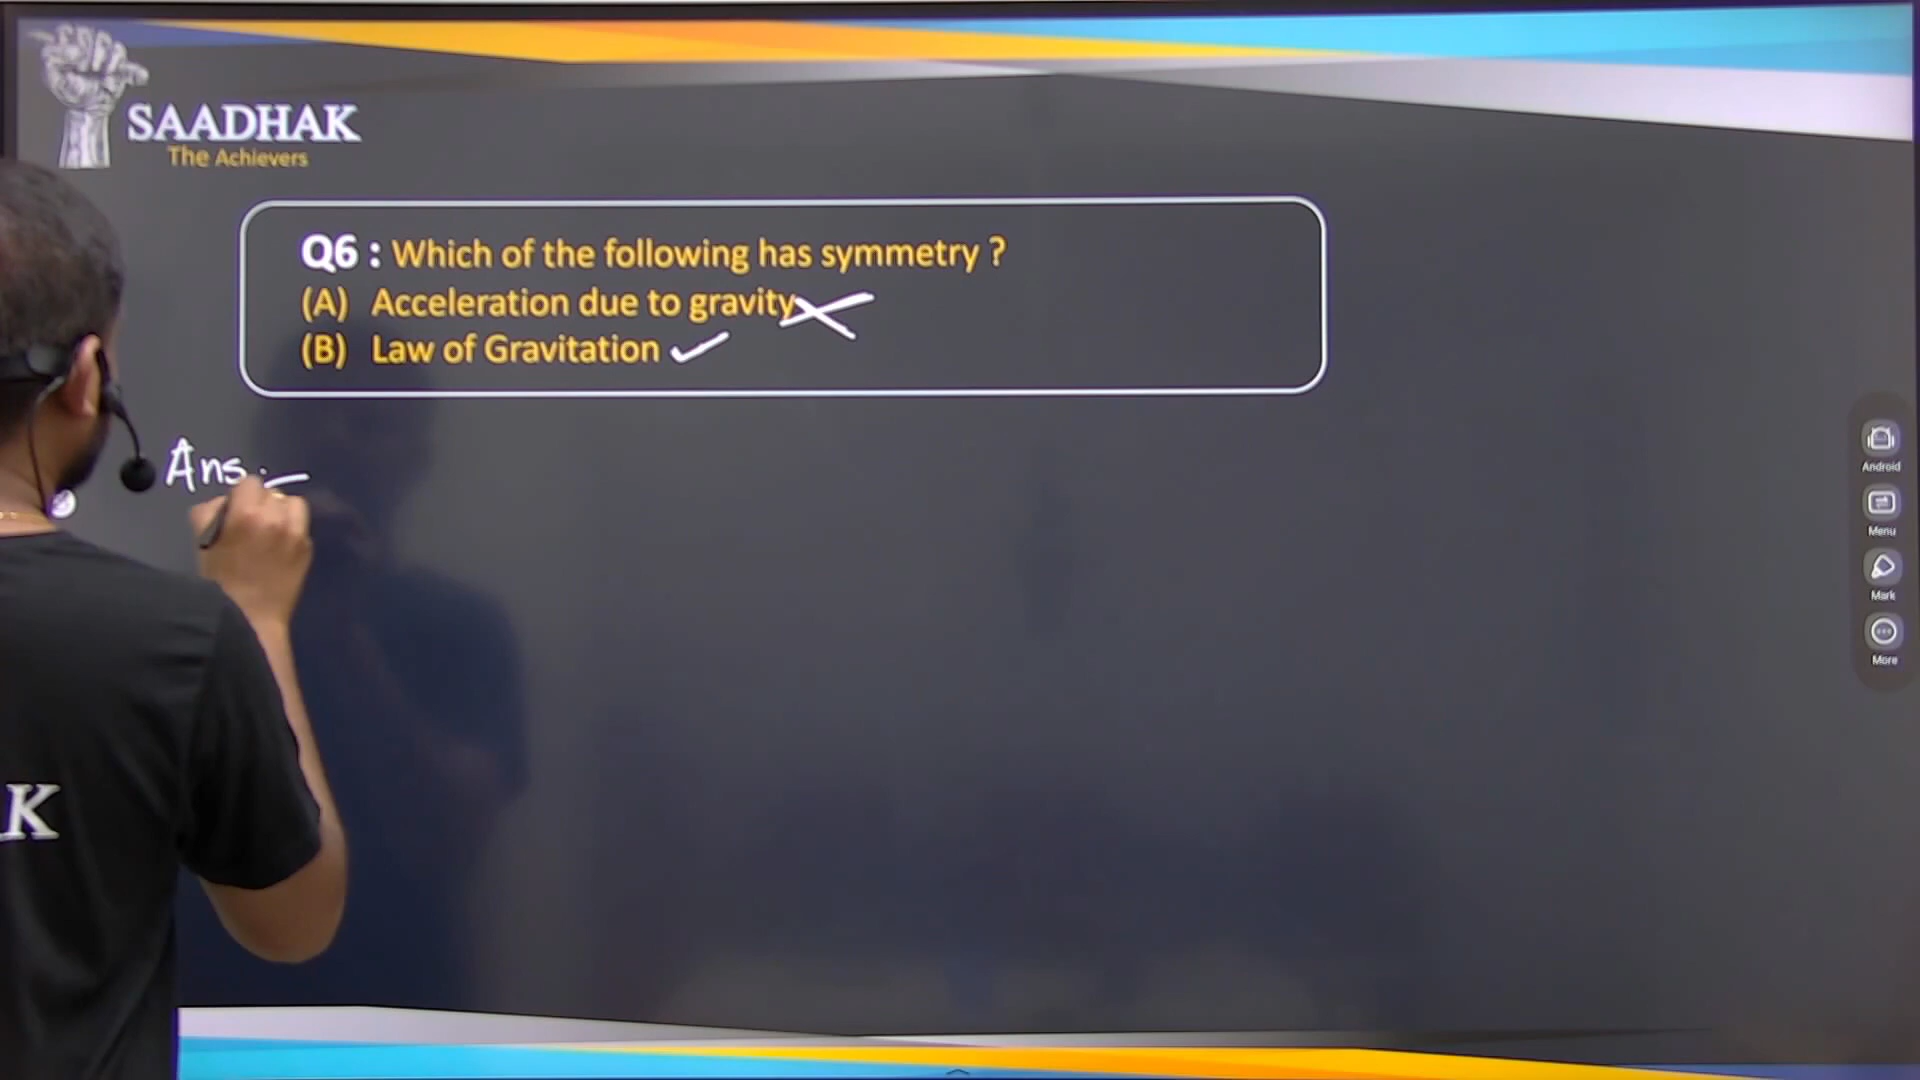 SAADHAK
The Achievers
Q6 : Which of the following has symmetry ?
(A) Acceleration due to gravity
(B) Law of Gravitation
Ans :-
Android
Menu
Mark
More
K